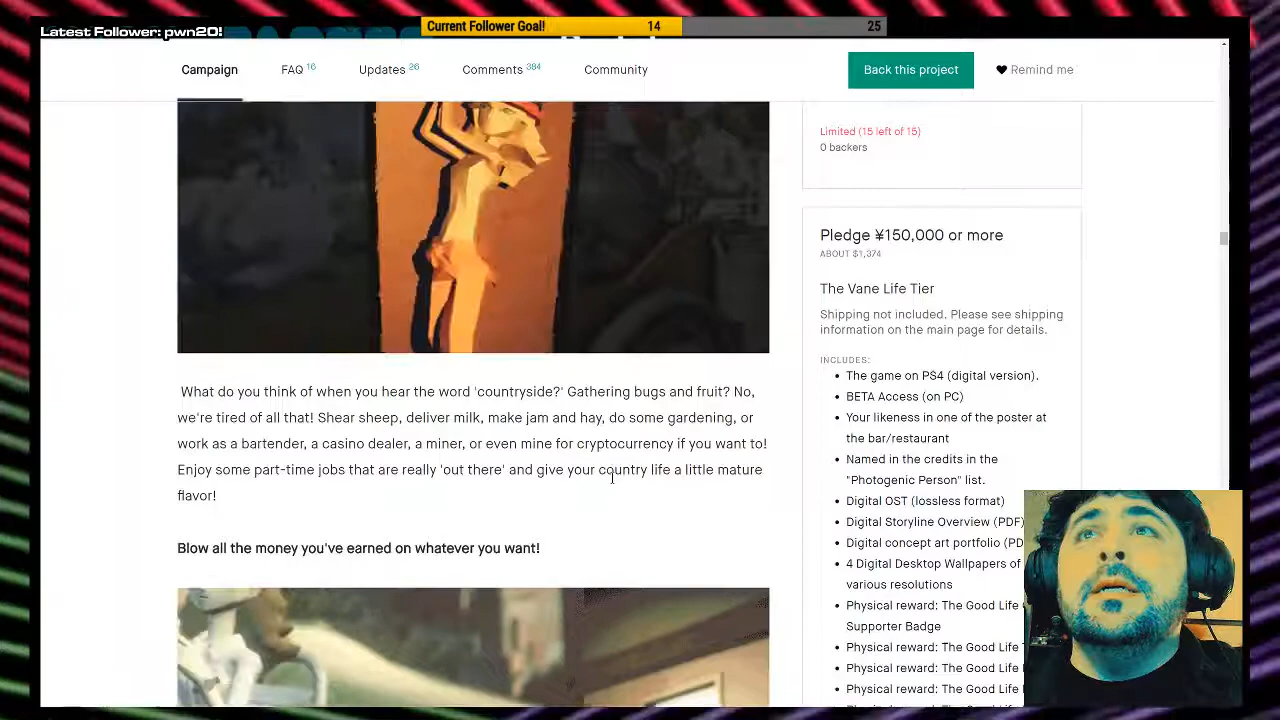 Latest Follower: pwn20!
Current Follower Goal! 14 25
Campaign FAQ 16 Updates 26 Comments 384 Community Back this project Remind me
Limited (15 left of 15)
0 backers
Pledge ¥150,000 or more
ABOUT $1,374
The Vane Life Tier
Shipping not included. Please see shipping
information on the main page for details.
INCLUDES:
The game on PS4 (digital version).
BETA Access (on PC)
Your likeness in one of the poster at
the bar/restaurant
Named in the credits in the
"Photogenic Person" list.
Digital OST (lossless format)
Digital Storyline Overview (PDF)
Digital concept art portfolio (PD
4 Digital Desktop Wallpapers of
various resolutions
Physical reward: The Good Life
Supporter Badge
Physical reward: The Good Life
Physical reward: The Good Life
Physical reward: The Good Life
What do you think of when you hear the word 'countryside?' Gathering bugs and fruit? No,
we're tired of all that! Shear sheep, deliver milk, make jam and hay, do some gardening, or
work as a bartender, a casino dealer, a miner, or even mine for cryptocurrency if you want to!
Enjoy some part-time jobs that are really 'out there' and give your country life a little mature
flavor!
Blow all the money you've earned on whatever you want!